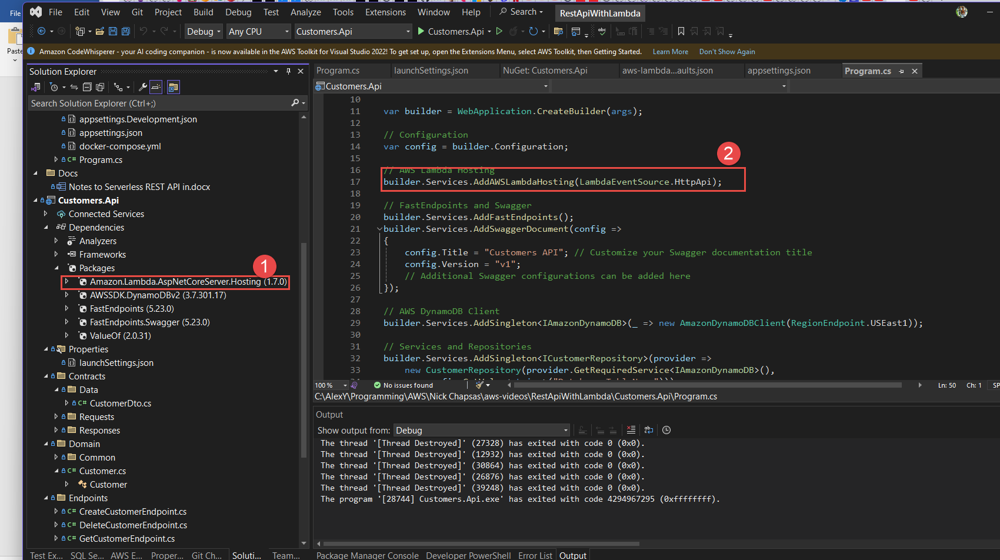 File
Paste
File Edit View Git Project Build Debug Test Analyze Tools Extensions Window Help Search RestApiWithLambda
Debug Any CPU Customers.Api Customers.Api
Amazon CodeWhisperer - your AI coding companion - is now available in the AWS Toolkit for Visual Studio 2022! To get set up, open the Extensions Menu, select AWS Toolkit, then Getting Started. Learn More Don't Show Again
Solution Explorer
Search Solution Explorer (Ctrl+;)
appsettings.Development.json
appsettings.json
docker-compose.yml
C# Program.cs
Docs
Notes to Serverless REST API in.docx
Customers.Api
Connected Services
Dependencies
Analyzers
Frameworks
1
Packages
Amazon.Lambda.AspNetCoreServer.Hosting (1.7.0)
AWSSDK.DynamoDBv2 (3.7.301.17)
FastEndpoints (5.23.0)
FastEndpoints.Swagger (5.23.0)
ValueOf (2.0.31)
Properties
launchSettings.json
Contracts
Data
C# CustomerDto.cs
Requests
Responses
Domain
Common
C# Customer.cs
Customer
Endpoints
C# CreateCustomerEndpoint.cs
C# DeleteCustomerEndpoint.cs
C# GetCustomerEndpoint.cs
Test Ex... SQL Se... AWS E... Proper... Git Ch... Soluti... Team...
Program.cs launchSettings.json NuGet: Customers.Api aws-lambda...aults.json appsettings.json Program.cs
Customers.Api
10
11 var builder = WebApplication.CreateBuilder(args);
12
13 // Configuration
14 var config = builder.Configuration;
15
2
16 // AWS Lambda Hosting
17 builder.Services.AddAWSLambdaHosting(LambdaEventSource.HttpApi);
18
19 // FastEndpoints and Swagger
20 builder.Services.AddFastEndpoints();
21 builder.Services.AddSwaggerDocument(config =>
22 {
23 config.Title = "Customers API"; // Customize your Swagger documentation title
24 config.Version = "v1";
25 // Additional Swagger configurations can be added here
26 });
27
28 // AWS DynamoDB Client
29 builder.Services.AddSingleton<IAmazonDynamoDB>(_ => new AmazonDynamoDBClient(RegionEndpoint.USEast1));
30
31 // Services and Repositories
32 builder.Services.AddSingleton<ICustomerRepository>(provider =>
33 new CustomerRepository(provider.GetRequiredService<IAmazonDynamoDB>(),
100 % No issues found Ln: 50 Ch: 1 SP
C:\AlexY\Programming\AWS\Nick Chapsas\aws-videos\RestApiWithLambda\Customers.Api\Program.cs
Output
Show output from: Debug
The thread '[Thread Destroyed]' (27328) has exited with code 0 (0x0).
The thread '[Thread Destroyed]' (12932) has exited with code 0 (0x0).
The thread '[Thread Destroyed]' (30864) has exited with code 0 (0x0).
The thread '[Thread Destroyed]' (26876) has exited with code 0 (0x0).
The thread '[Thread Destroyed]' (39248) has exited with code 0 (0x0).
The program '[28744] Customers.Api.exe' has exited with code 4294967295 (0xffffffff).
Package Manager Console Developer PowerShell Error List Output